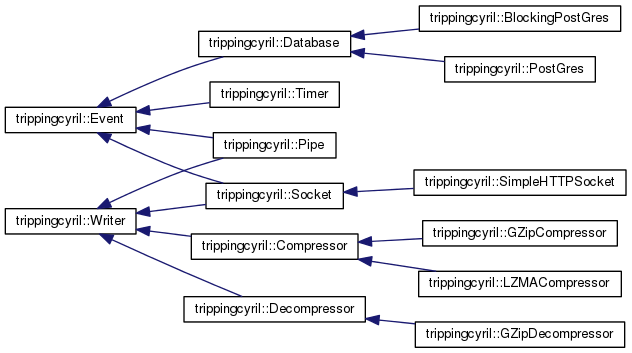 trippingcyril::BlockingPostGres
trippingcyril::Database
trippingcyril::PostGres
trippingcyril::Timer
trippingcyril::Event
trippingcyril::Pipe
trippingcyril::SimpleHTTPSocket
trippingcyril::Socket
trippingcyril::Writer
trippingcyril::GZipCompressor
trippingcyril::Compressor
trippingcyril::LZMACompressor
trippingcyril::Decompressor
trippingcyril::GZipDecompressor